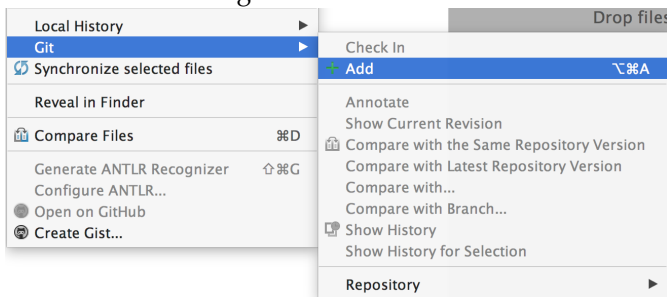 Drop files
Local History
Git
Synchronize selected files
Reveal in Finder
Compare Files ⌘D
Generate ANTLR Recognizer ⇧⌘G
Configure ANTLR...
Open on GitHub
Create Gist...
Check In
Add ⌥⌘A
Annotate
Show Current Revision
Compare with the Same Repository Version
Compare with Latest Repository Version
Compare with...
Compare with Branch...
Show History
Show History for Selection
Repository